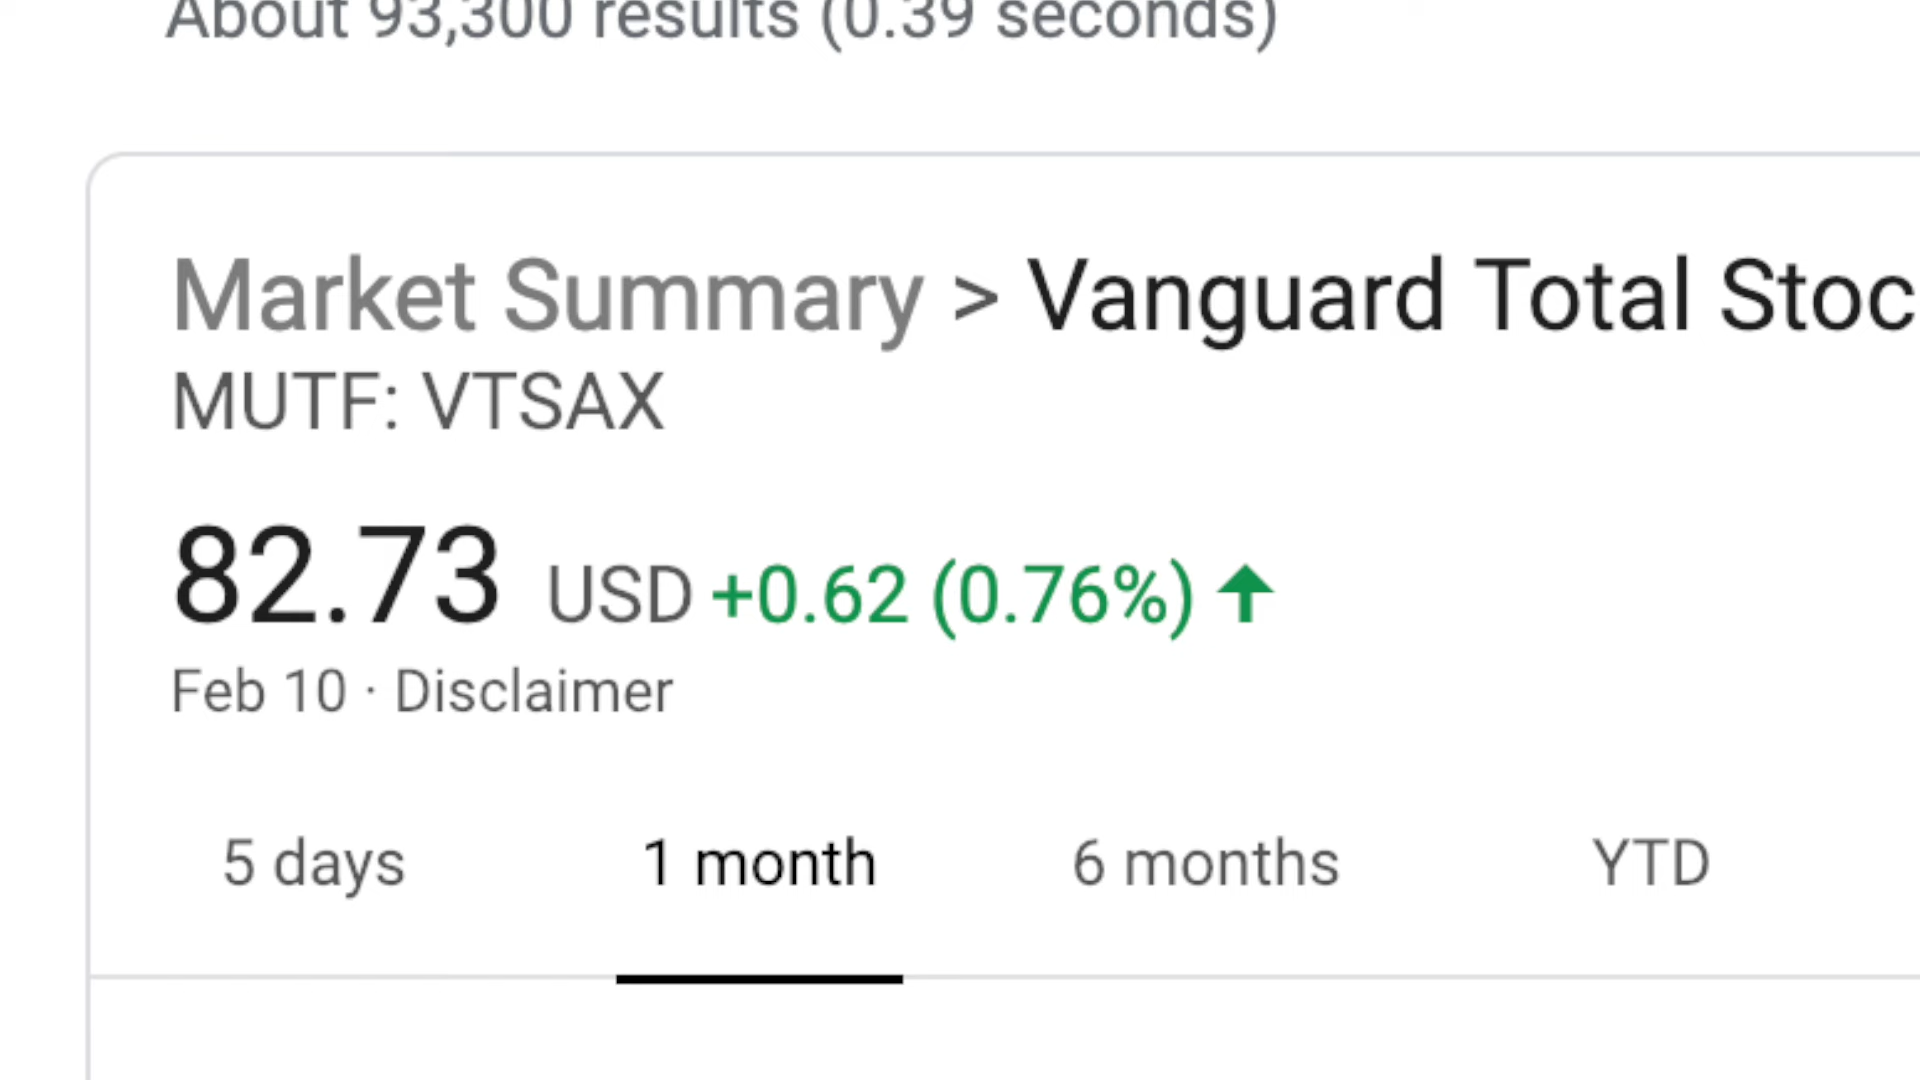 About 93,300 results (0.39 seconds)
Market Summary > Vanguard Total Stoc
MUTF: VTSAX
82.73 USD +0.62 (0.76%)
Feb 10 · Disclaimer
5 days 1 month 6 months YTD